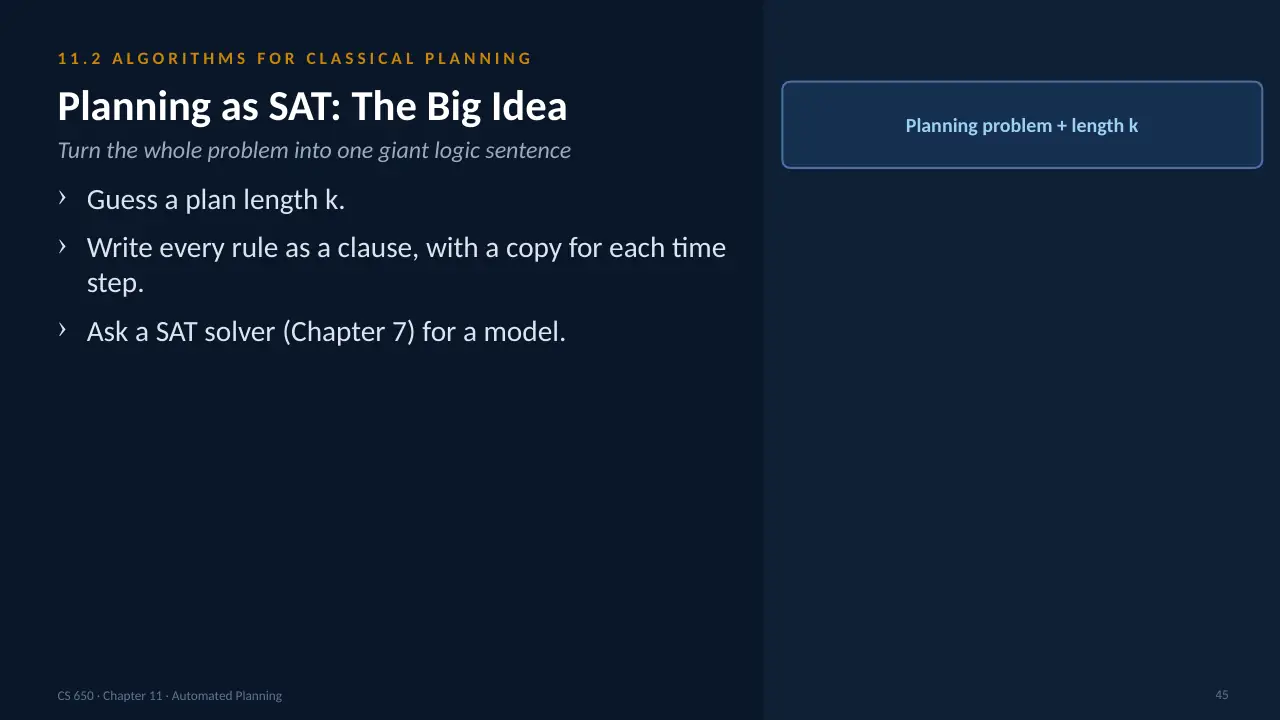 11.2 ALGORITHMS FOR CLASSICAL PLANNING
Planning as SAT: The Big Idea
Turn the whole problem into one giant logic sentence
› Guess a plan length k.
› Write every rule as a clause, with a copy for each time
step.
› Ask a SAT solver (Chapter 7) for a model.
Planning problem + length k
CS 650 · Chapter 11 · Automated Planning
45